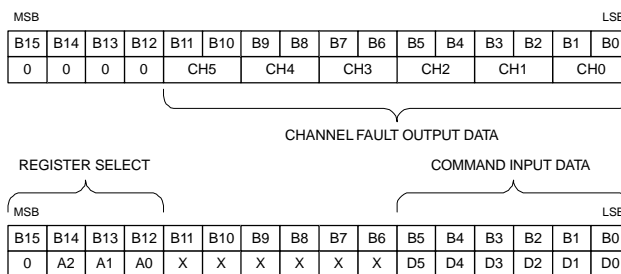 MSB LSB
B15 B14 B13 B12 B11 B10 B9 B8 B7 B6 B5 B4 B3 B2 B1 B0
0 0 0 0 CH5 CH4 CH3 CH2 CH1 CH0
CHANNEL FAULT OUTPUT DATA
REGISTER SELECT COMMAND INPUT DATA
MSB LSB
B15 B14 B13 B12 B11 B10 B9 B8 B7 B6 B5 B4 B3 B2 B1 B0
0 A2 A1 A0 X X X X X X D5 D4 D3 D2 D1 D0